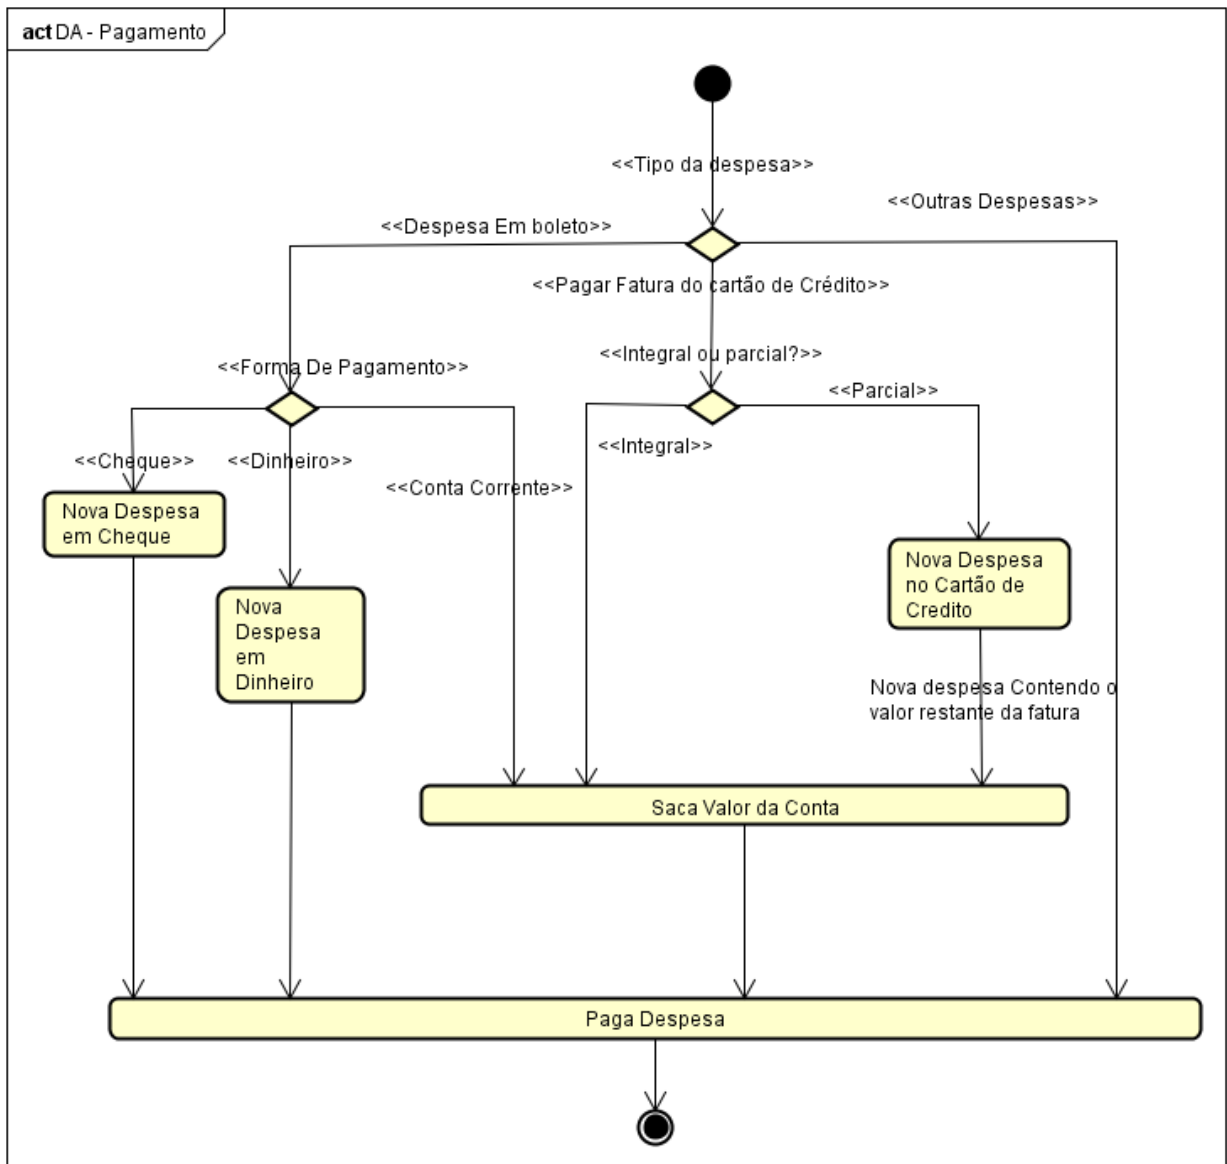 act DA - Pagamento
<<Tipo da despesa>>
<<Outras Despesas>>
<<Despesa Em boleto>>
<<Pagar Fatura do cartão de Crédito>>
<<Integral ou parcial?>>
<<Forma De Pagamento>>
<<Parcial>>
<<Integral>>
<<Cheque>>
<<Dinheiro>>
<<Conta Corrente>>
Nova Despesa
em Cheque
Nova Despesa
no Cartão de
Credito
Nova
Despesa
em
Dinheiro
Nova despesa Contendo o
valor restante da fatura
Saca Valor da Conta
Paga Despesa